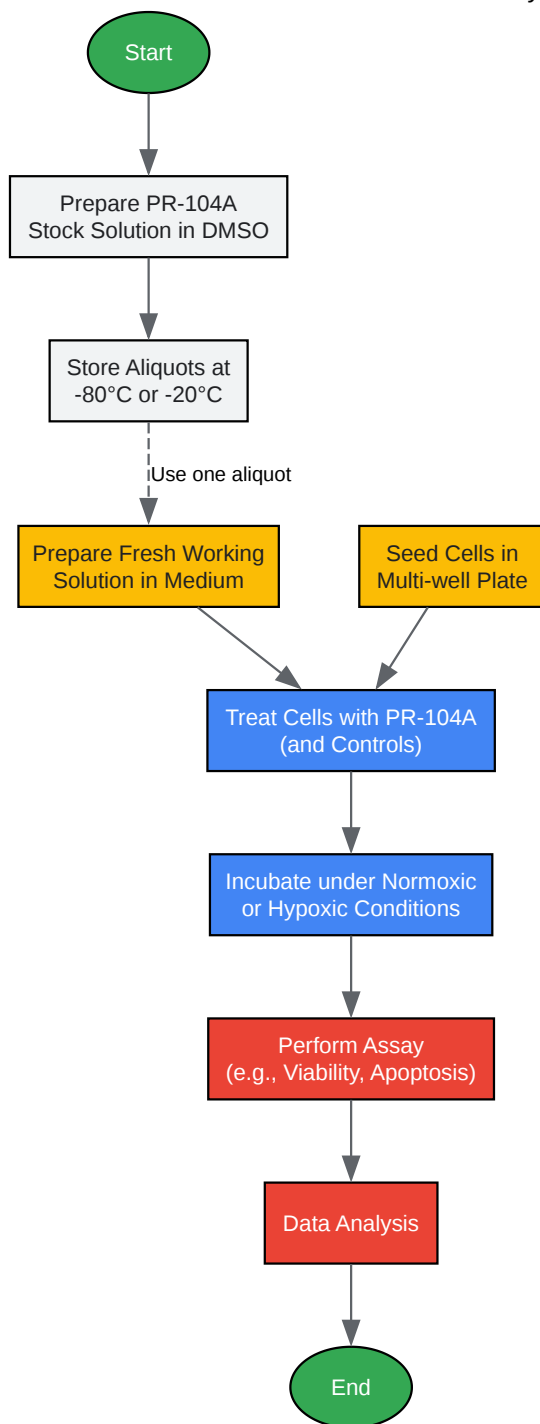 Start
Prepare PR-104A
Stock Solution in DMSO
Store Aliquots at
-80°C or -20°C
Use one aliquot
Prepare Fresh Working
Solution in Medium
Seed Cells in
Multi-well Plate
Treat Cells with PR-104A
(and Controls)
Incubate under Normoxic
or Hypoxic Conditions
Perform Assay
(e.g., Viability, Apoptosis)
Data Analysis
End